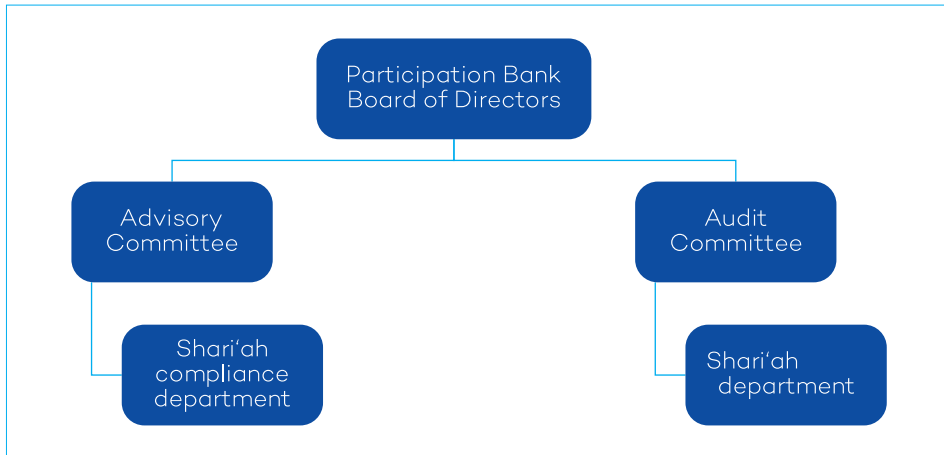 Participation Bank
Board of Directors
Advisory
Committee
Audit
Committee
Shari‘ah
compliance
department
Shari‘ah
department